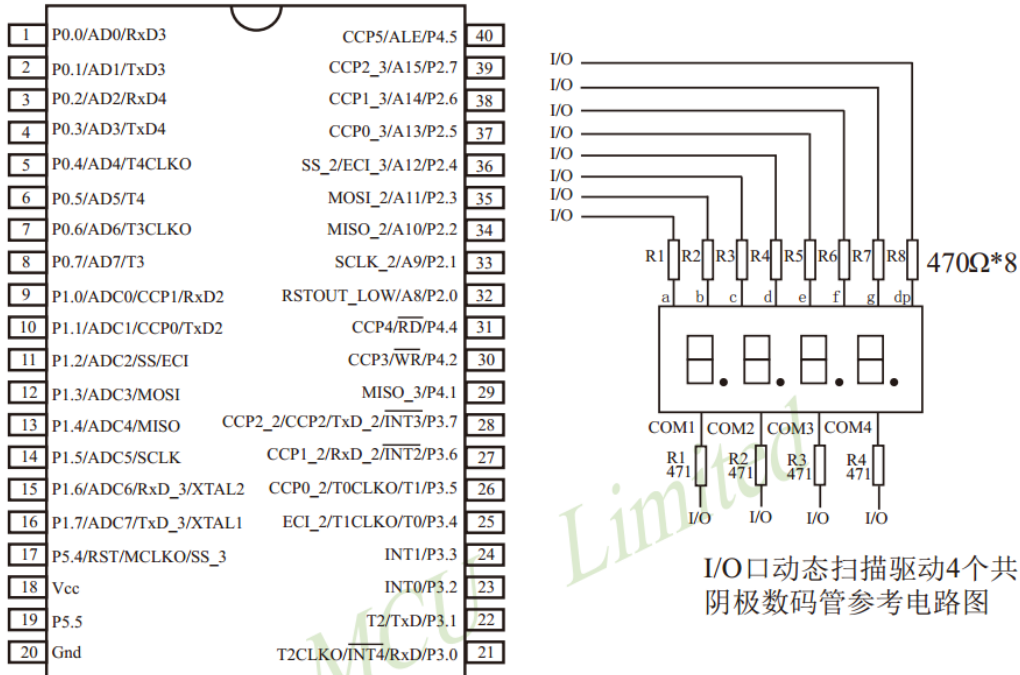 1 P0.0/AD0/RxD3
2 P0.1/AD1/TxD3
3 P0.2/AD2/RxD4
4 P0.3/AD3/TxD4
5 P0.4/AD4/T4CLKO
6 P0.5/AD5/T4
7 P0.6/AD6/T3CLKO
8 P0.7/AD7/T3
9 P1.0/ADC0/CCP1/RxD2
10 P1.1/ADC1/CCP0/TxD2
11 P1.2/ADC2/SS/ECI
12 P1.3/ADC3/MOSI
13 P1.4/ADC4/MISO
14 P1.5/ADC5/SCLK
15 P1.6/ADC6/RxD_3/XTAL2
16 P1.7/ADC7/TxD_3/XTAL1
17 P5.4/RST/MCLKO/SS_3
18 Vcc
19 P5.5
20 Gnd
CCP5/ALE/P4.5 40
CCP2_3/A15/P2.7 39
CCP1_3/A14/P2.6 38
CCP0_3/A13/P2.5 37
SS_2/ECI_3/A12/P2.4 36
MOSI_2/A11/P2.3 35
MISO_2/A10/P2.2 34
SCLK_2/A9/P2.1 33
RSTOUT_LOW/A8/P2.0 32
CCP4/RD/P4.4 31
CCP3/WR/P4.2 30
MISO_3/P4.1 29
CCP2_2/CCP2/TxD_2/INT3/P3.7 28
CCP1_2/RxD_2/INT2/P3.6 27
CCP0_2/T0CLKO/T1/P3.5 26
ECI_2/T1CLKO/T0/P3.4 25
INT1/P3.3 24
INT0/P3.2 23
T2/TxD/P3.1 22
T2CLKO/INT4/RxD/P3.0 21
I/O
I/O
I/O
I/O
I/O
I/O
I/O
I/O
R1 R2 R3 R4 R5 R6 R7 R8 470Ω*8
a b c d e f g dp
COM1 COM2 COM3 COM4
R1 R2 R3 R4
471 471 471 471
I/O I/O I/O I/O
I/O口动态扫描驱动4个共
阴极数码管参考电路图
MCU Limited